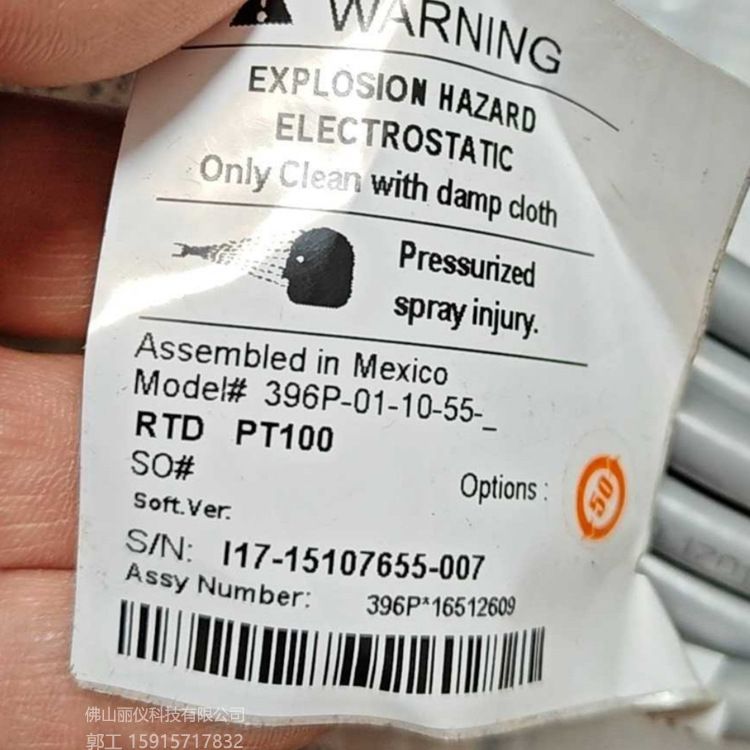 WARNING
EXPLOSION HAZARD
ELECTROSTATIC
Only Clean with damp cloth
Pressurized
spray injury.
Assembled in Mexico
Model# 396P-01-10-55-_
RTD PT100
SO#
Options :
50
Soft.Ver.
S/N: I17-15107655-007
Assy Number: 396P*16512609
佛山丽仪科技有限公司
郭工 15915717832